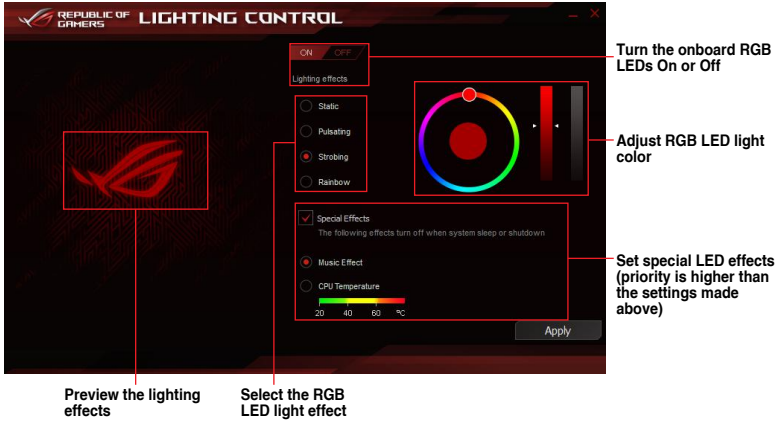 REPUBLIC OF
GAMERS
LIGHTING CONTROL
ON OFF
Lighting effects
Static
Pulsating
Strobing
Rainbow
Special Effects
The following effects turn off when system sleep or shutdown
Music Effect
CPU Temperature
20 40 60 ºC
Apply
Turn the onboard RGB
LEDs On or Off
Adjust RGB LED light
color
Set special LED effects
(priority is higher than
the settings made
above)
Preview the lighting
effects
Select the RGB
LED light effect